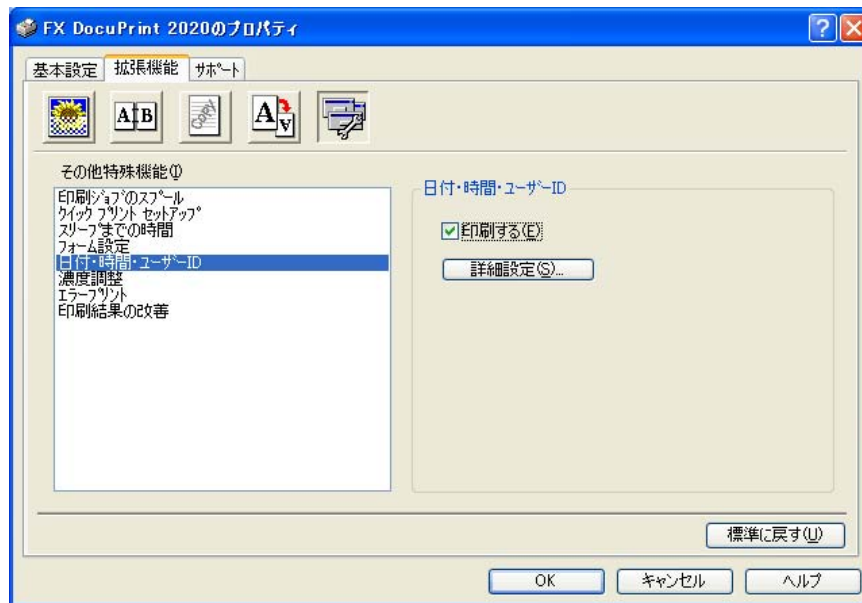 FX DocuPrint 2020のプロパティ
基本設定 拡張機能 サポート
A B
COPY
A A
その他特殊機能(I)
印刷ジョブのスプール
クイック プリント セットアップ
スリープまでの時間
フォーム設定
日付・時間・ユーザーID
濃度調整
エラープリント
印刷結果の改善
日付・時間・ユーザーID
印刷する(E)
詳細設定(S)...
標準に戻す(U)
OK キャンセル ヘルプ